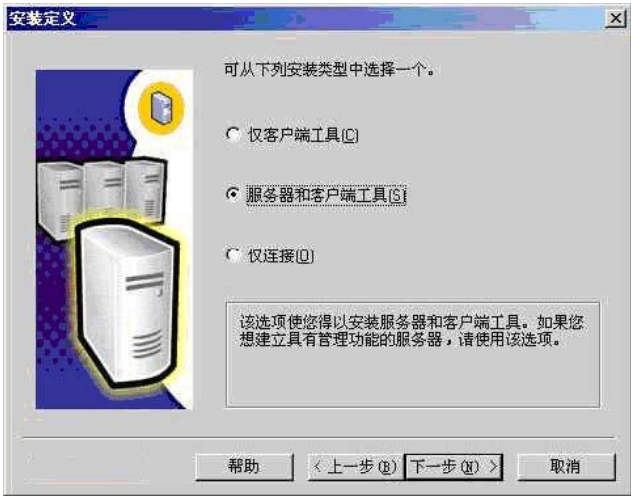 安装定义
可从下列安装类型中选择一个。
仅客户端工具(C)
服务器和客户端工具(S)
仅连接(O)
该选项使您得以安装服务器和客户端工具。如果您
想建立具有管理功能的服务器，请使用该选项。
帮助
< 上一步(B)
下一步(N) >
取消